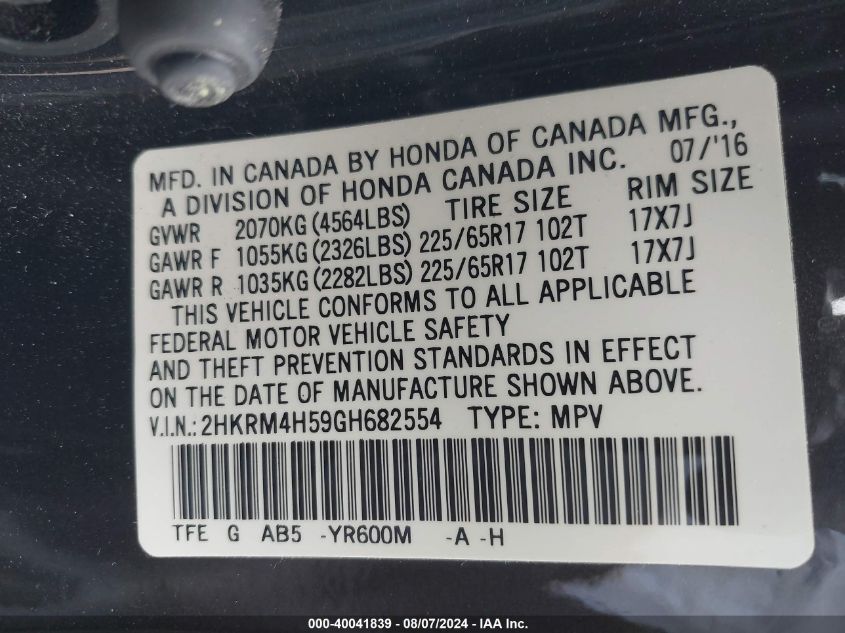 MFD. IN CANADA BY HONDA OF CANADA MFG.,
A DIVISION OF HONDA CANADA INC. 07/'16
GVWR 2070KG (4564LBS) TIRE SIZE RIM SIZE
GAWR F 1055KG (2326LBS) 225/65R17 102T 17X7J
GAWR R 1035KG (2282LBS) 225/65R17 102T 17X7J
THIS VEHICLE CONFORMS TO ALL APPLICABLE
FEDERAL MOTOR VEHICLE SAFETY
AND THEFT PREVENTION STANDARDS IN EFFECT
ON THE DATE OF MANUFACTURE SHOWN ABOVE.
V.I.N.: 2HKRM4H59GH682554 TYPE: MPV
TFE G AB5 -YR600M -A -H
000-40041839 - 08/07/2024 - IAA Inc.